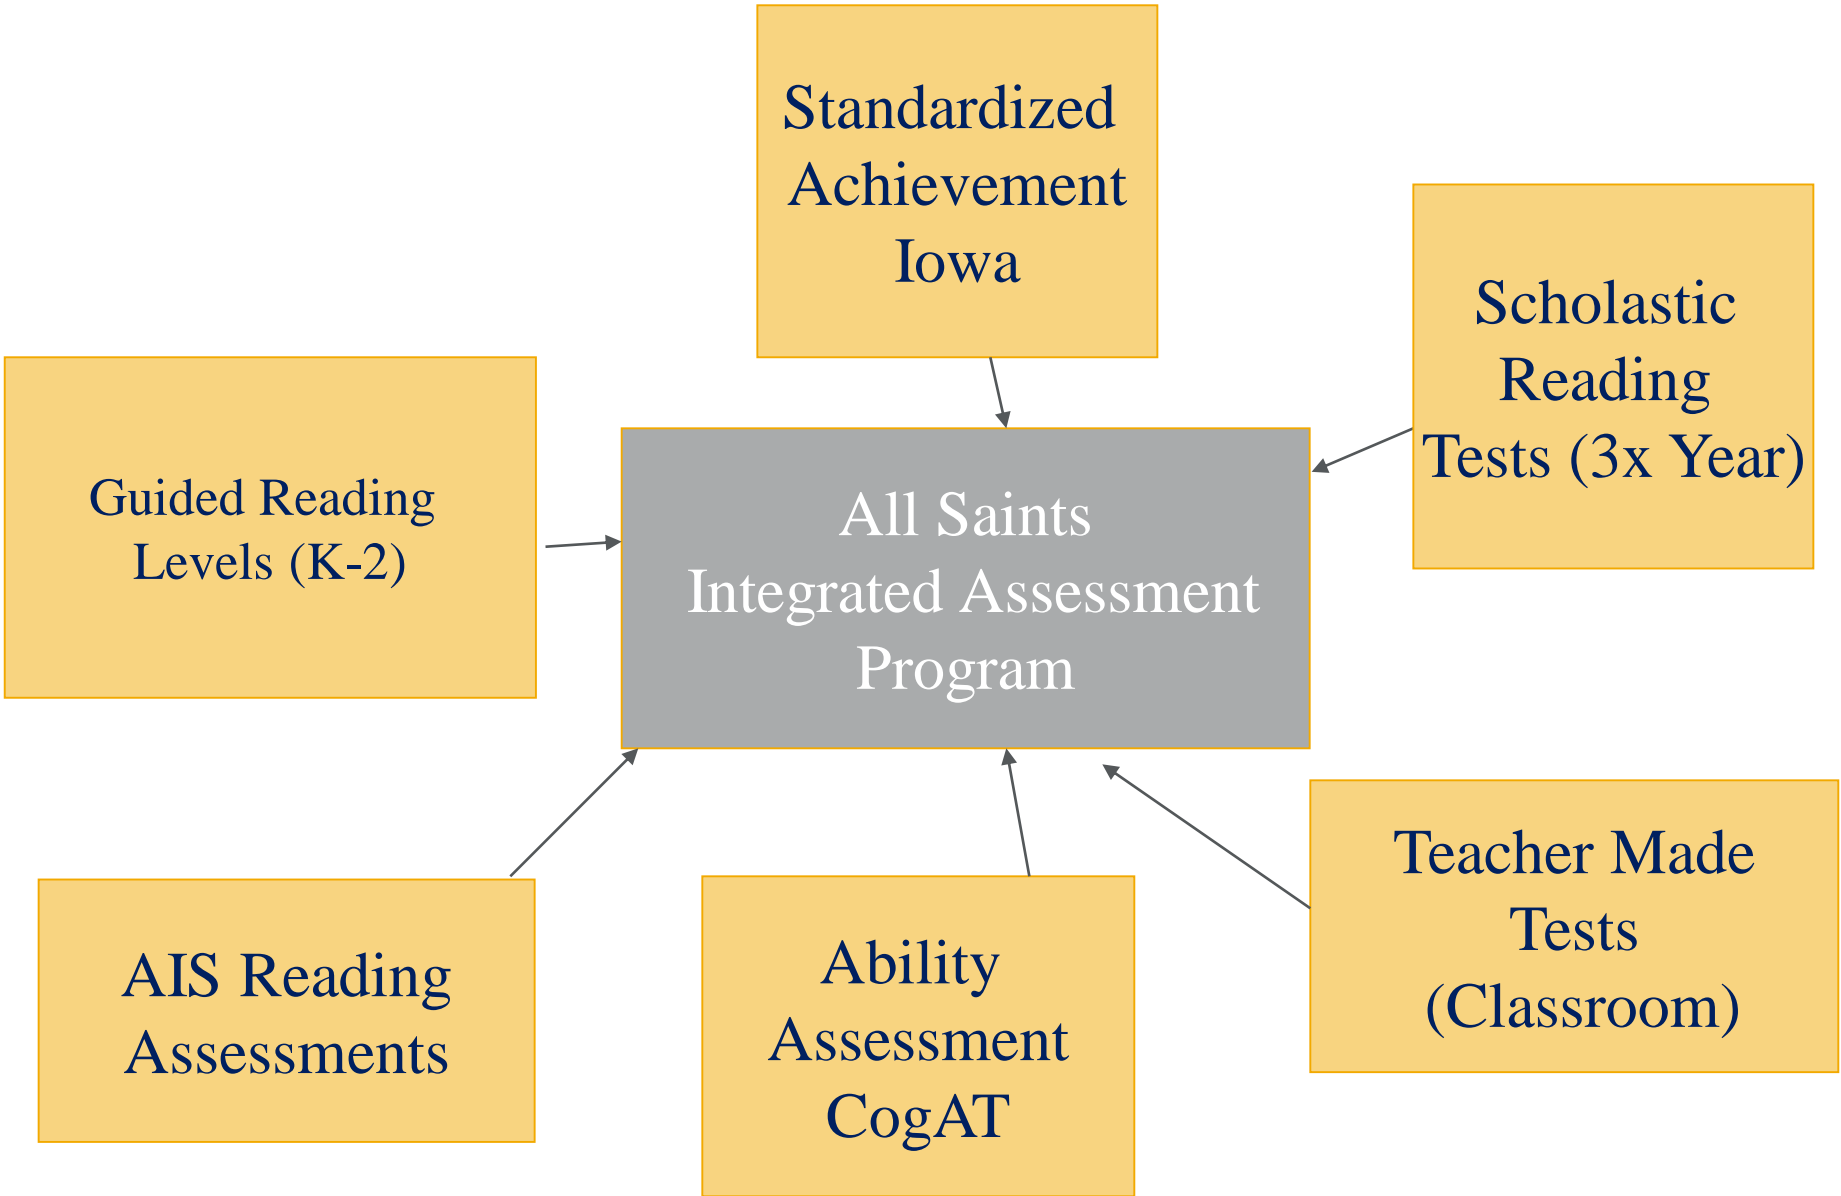 Standardized
Achievement
Iowa
Scholastic
Reading
Tests (3x Year)
Guided Reading
Levels (K-2)
All Saints
Integrated Assessment
Program
AIS Reading
Assessments
Ability
Assessment
CogAT
Teacher Made
Tests
(Classroom)